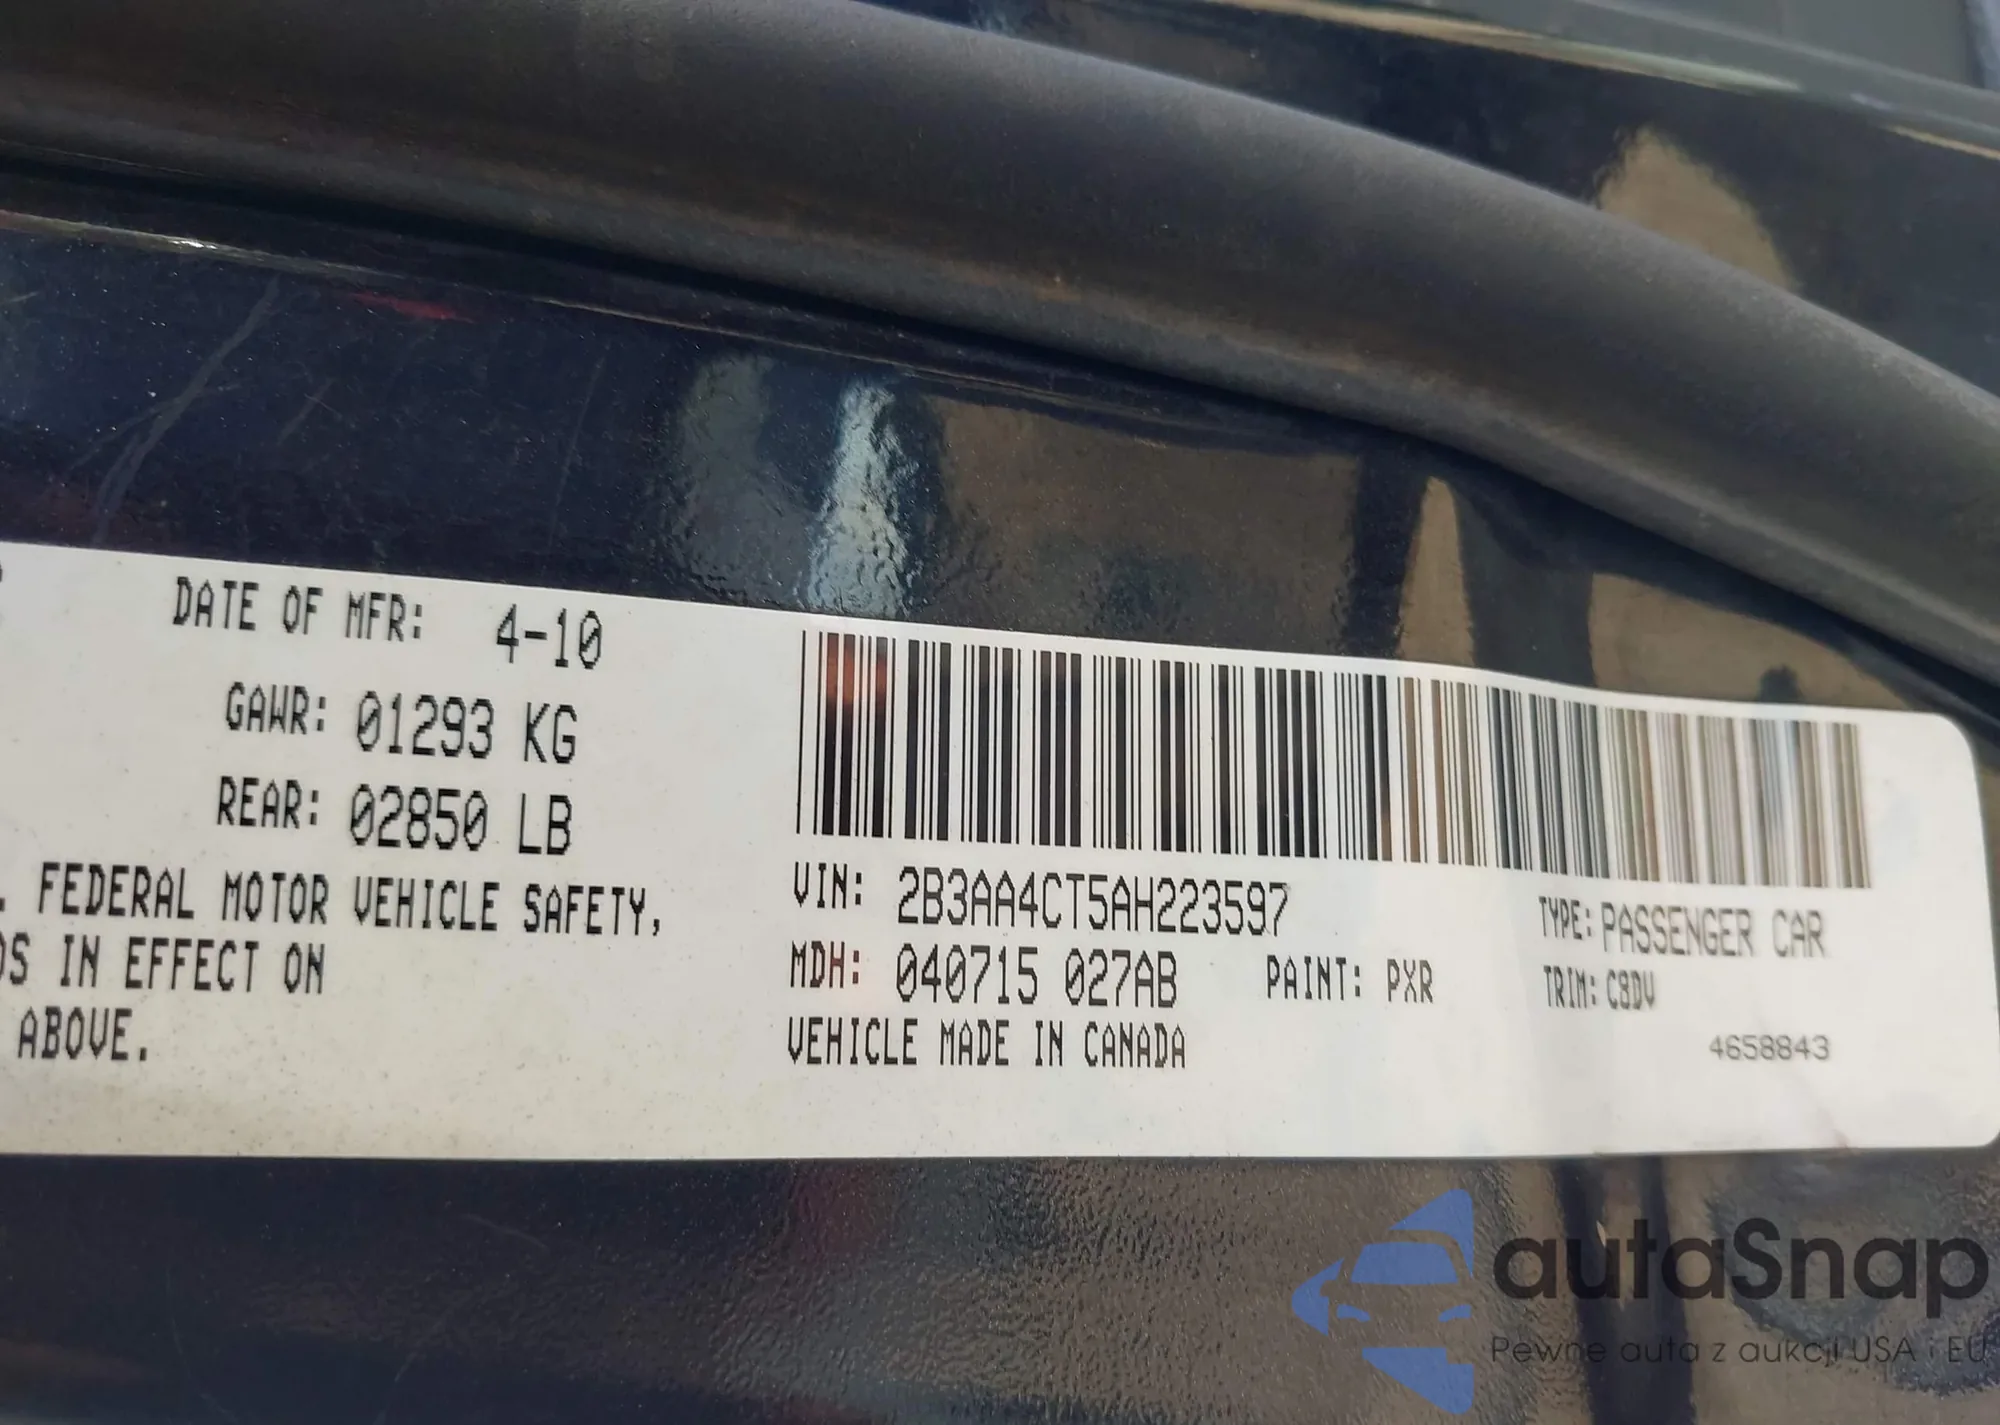 DATE OF MFR: 4-10
GAWR: 01293 KG
REAR: 02850 LB
FEDERAL MOTOR VEHICLE SAFETY,
IN EFFECT ON
ABOVE.
VIN: 2B3AA4CT5AH223597
TYPE: PASSENGER CAR
MDH: 040715 027AB PAINT: PXR
TRIM: C8DV
VEHICLE MADE IN CANADA
4658843
autaSnap
Pewne auta z aukcji USA i EU